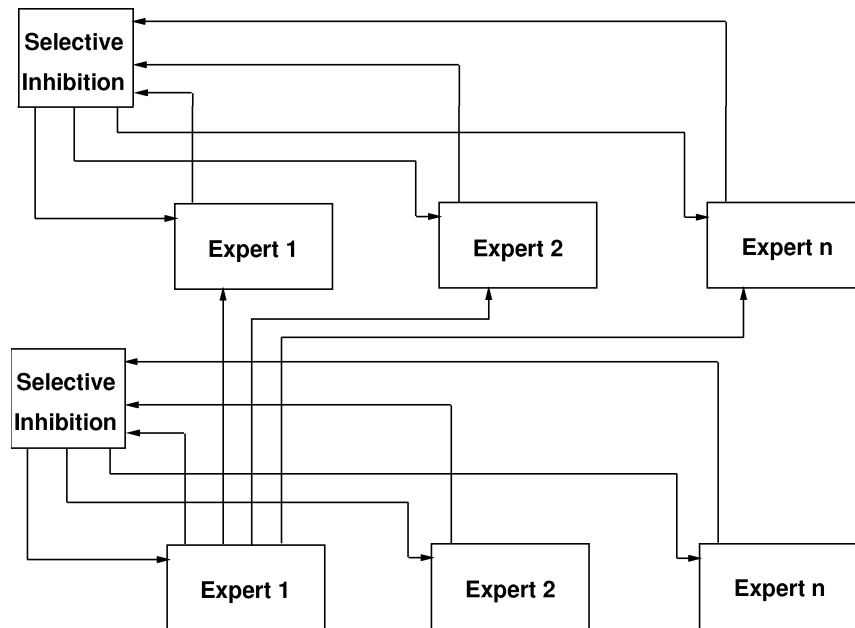 Selective
Inhibition
Expert 1
Expert 2
Expert n
Selective
Inhibition
Expert 1
Expert 2
Expert n